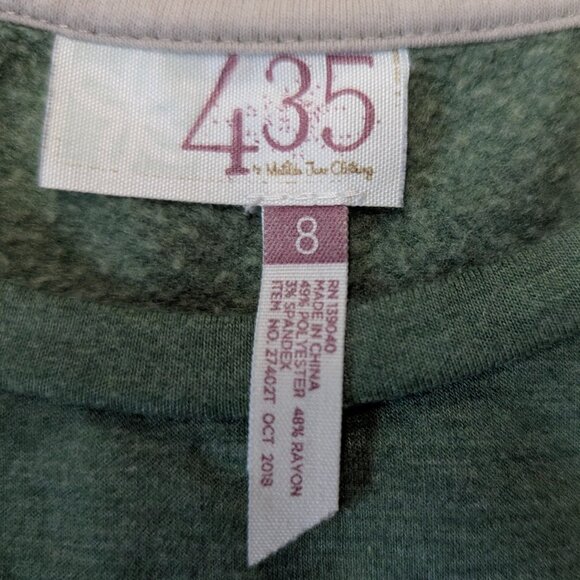 435
by Matilda Jane Clothing
8
RN 139040
MADE IN CHINA
49% POLYESTER 48% RAYON
3% SPANDEX
ITEM NO. 27402T OCT 2018